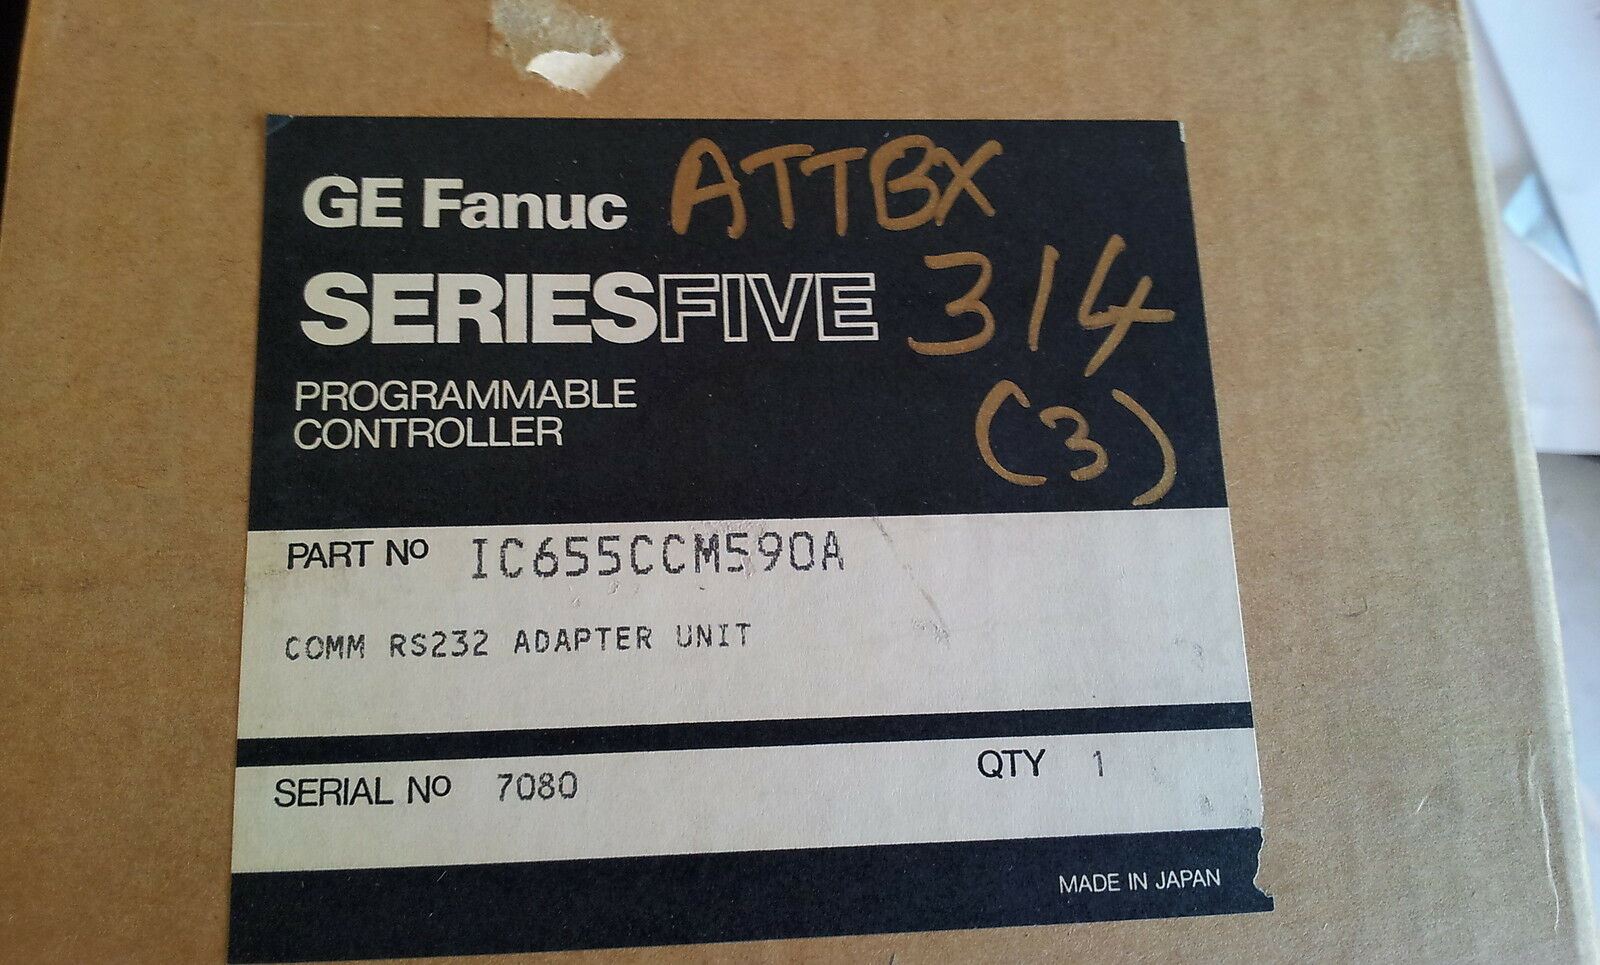 GE Fanuc ATTBX
SERIESFIVE 314
PROGRAMMABLE
CONTROLLER (3)
PART No IC655CCM590A
COMM RS232 ADAPTER UNIT
SERIAL No 7080
QTY 1
MADE IN JAPAN